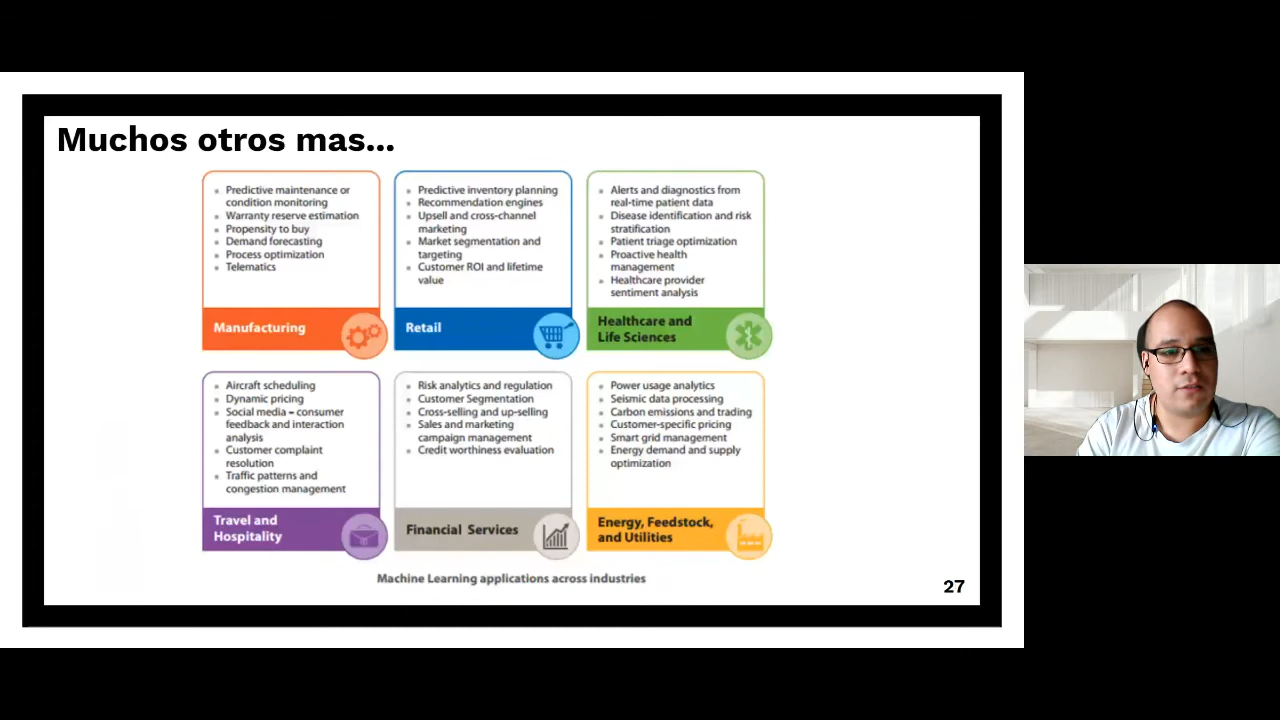 Muchos otros mas...
Predictive maintenance or
condition monitoring
Warranty reserve estimation
Propensity to buy
Demand forecasting
Process optimization
Telematics
Manufacturing
Predictive inventory planning
Recommendation engines
Upsell and cross-channel
marketing
Market segmentation and
targeting
Customer ROI and lifetime
value
Retail
Alerts and diagnostics from
real-time patient data
Disease identification and risk
stratification
Patient triage optimization
Proactive health
management
Healthcare provider
sentiment analysis
Healthcare and
Life Sciences
Aircraft scheduling
Dynamic pricing
Social media – consumer
feedback and interaction
analysis
Customer complaint
resolution
Traffic patterns and
congestion management
Travel and
Hospitality
Risk analytics and regulation
Customer Segmentation
Cross-selling and up-selling
Sales and marketing
campaign management
Credit worthiness evaluation
Financial Services
Power usage analytics
Seismic data processing
Carbon emissions and trading
Customer-specific pricing
Smart grid management
Energy demand and supply
optimization
Energy, Feedstock,
and Utilities
Machine Learning applications across industries
27